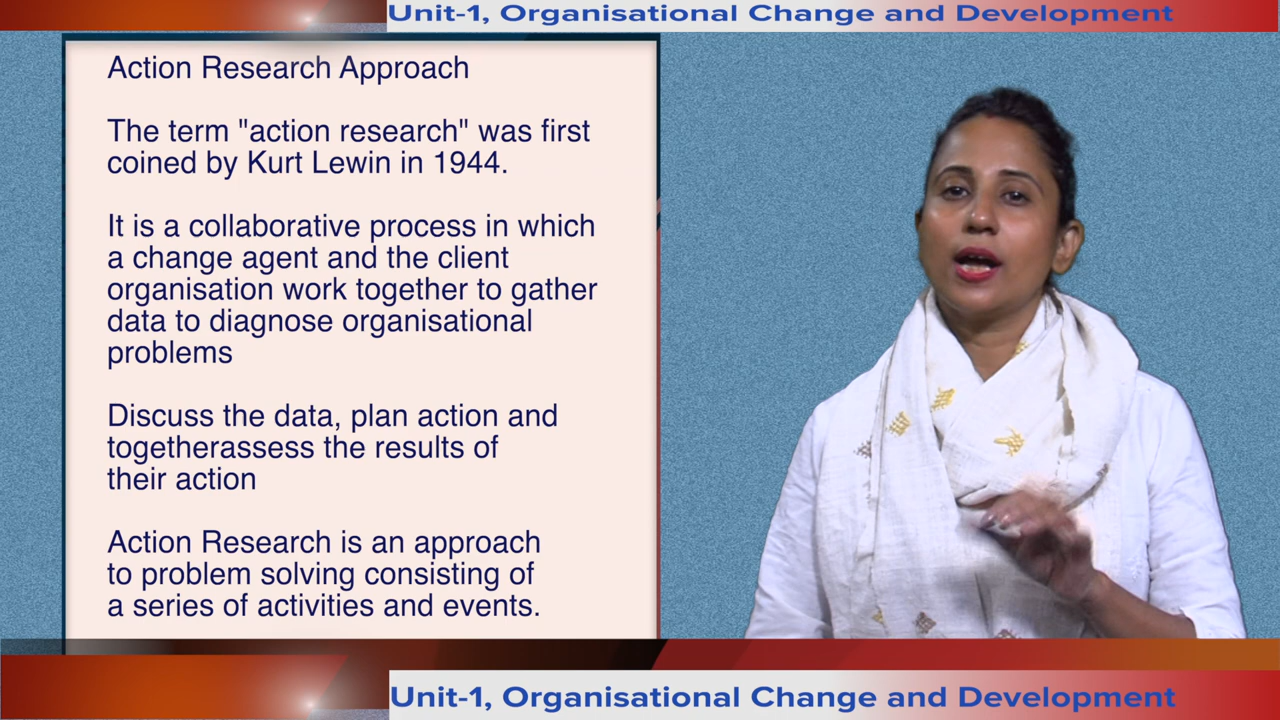 Unit-1, Organisational Change and Development
Action Research Approach
The term "action research" was first
coined by Kurt Lewin in 1944.
It is a collaborative process in which
a change agent and the client
organisation work together to gather
data to diagnose organisational
problems
Discuss the data, plan action and
togetherassess the results of
their action
Action Research is an approach
to problem solving consisting of
a series of activities and events.
Unit-1, Organisational Change and Development